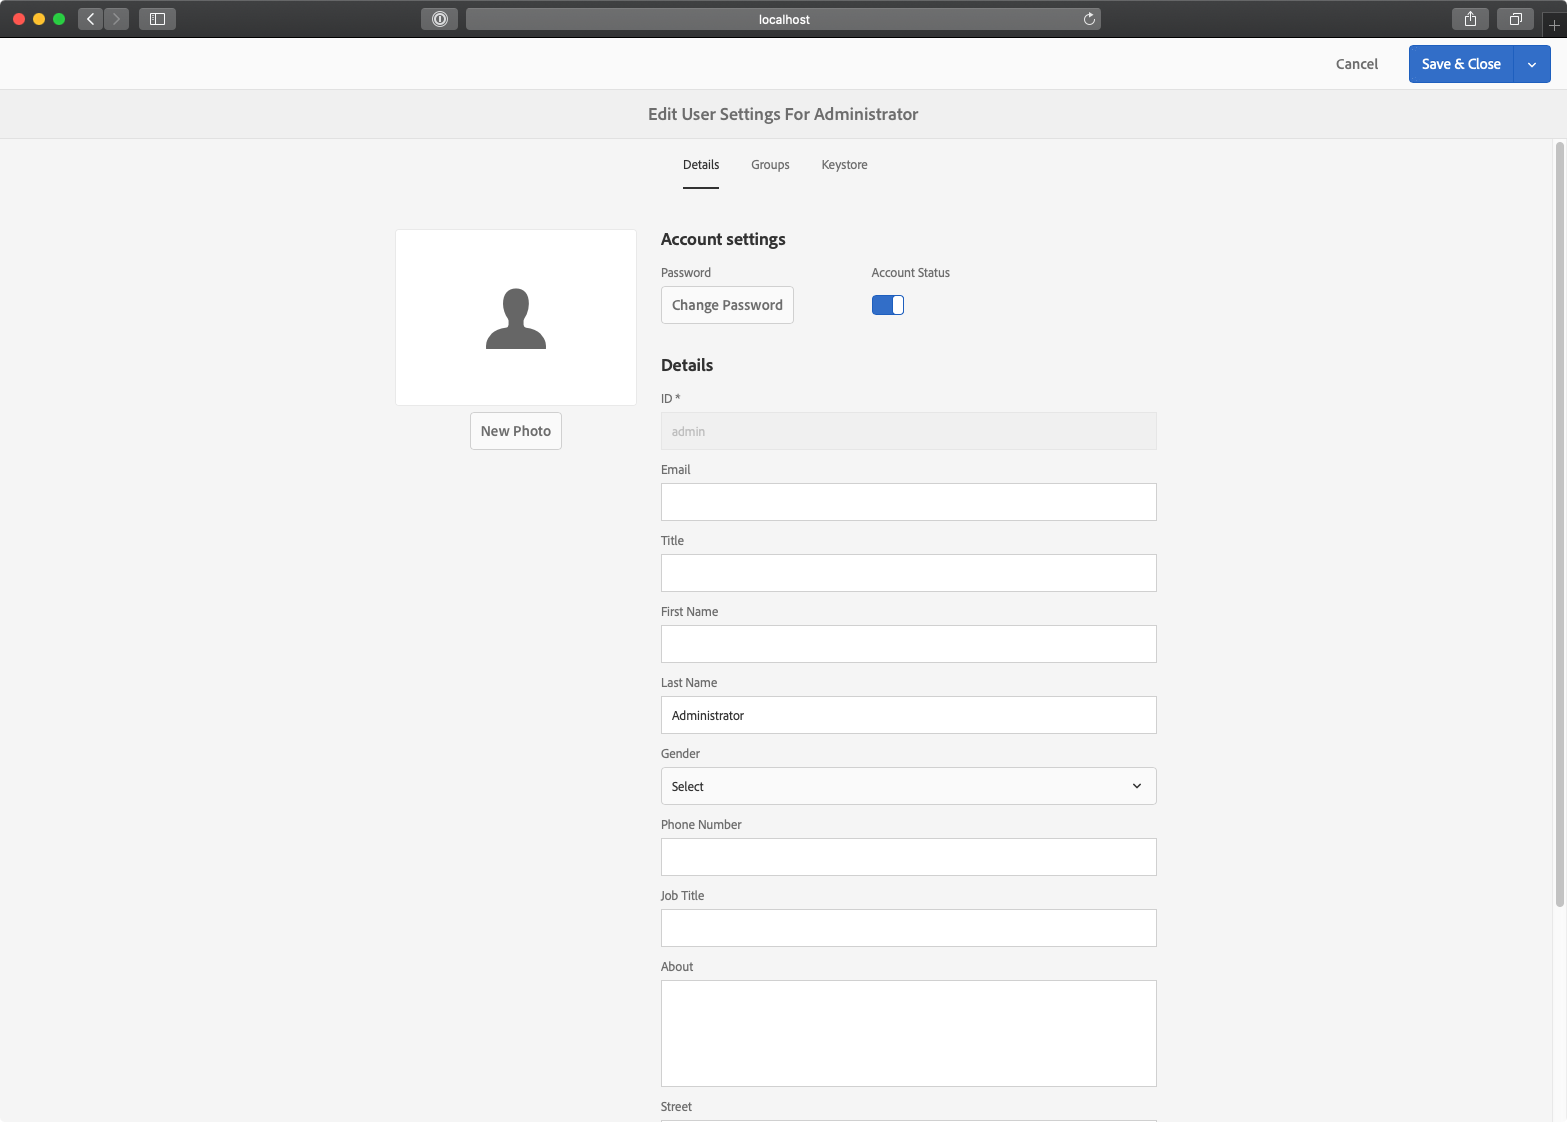 localhost
Cancel
Save & Close
Edit User Settings For Administrator
Details
Groups
Keystore
Account settings
Password
Account Status
Change Password
New Photo
Details
ID *
admin
Email
Title
First Name
Last Name
Administrator
Gender
Select
Phone Number
Job Title
About
Street